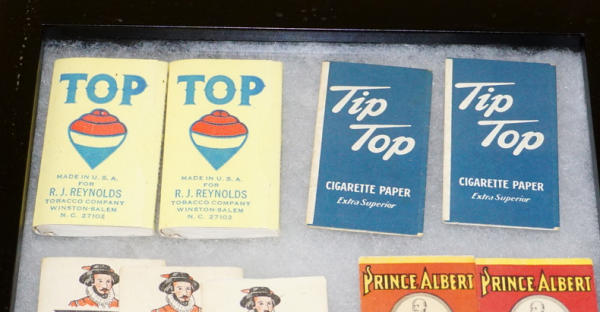 TOP
MADE IN U.S.A.
FOR
R. J. REYNOLDS
TOBACCO COMPANY
WINSTON-SALEM
N. C. 27102
TOP
MADE IN U.S.A.
FOR
R. J. REYNOLDS
TOBACCO COMPANY
WINSTON-SALEM
N. C. 27102
Tip
Top
CIGARETTE PAPER
Extra Superior
Tip
Top
CIGARETTE PAPER
Extra Superior
PRINCE ALBERT
PRINCE ALBERT